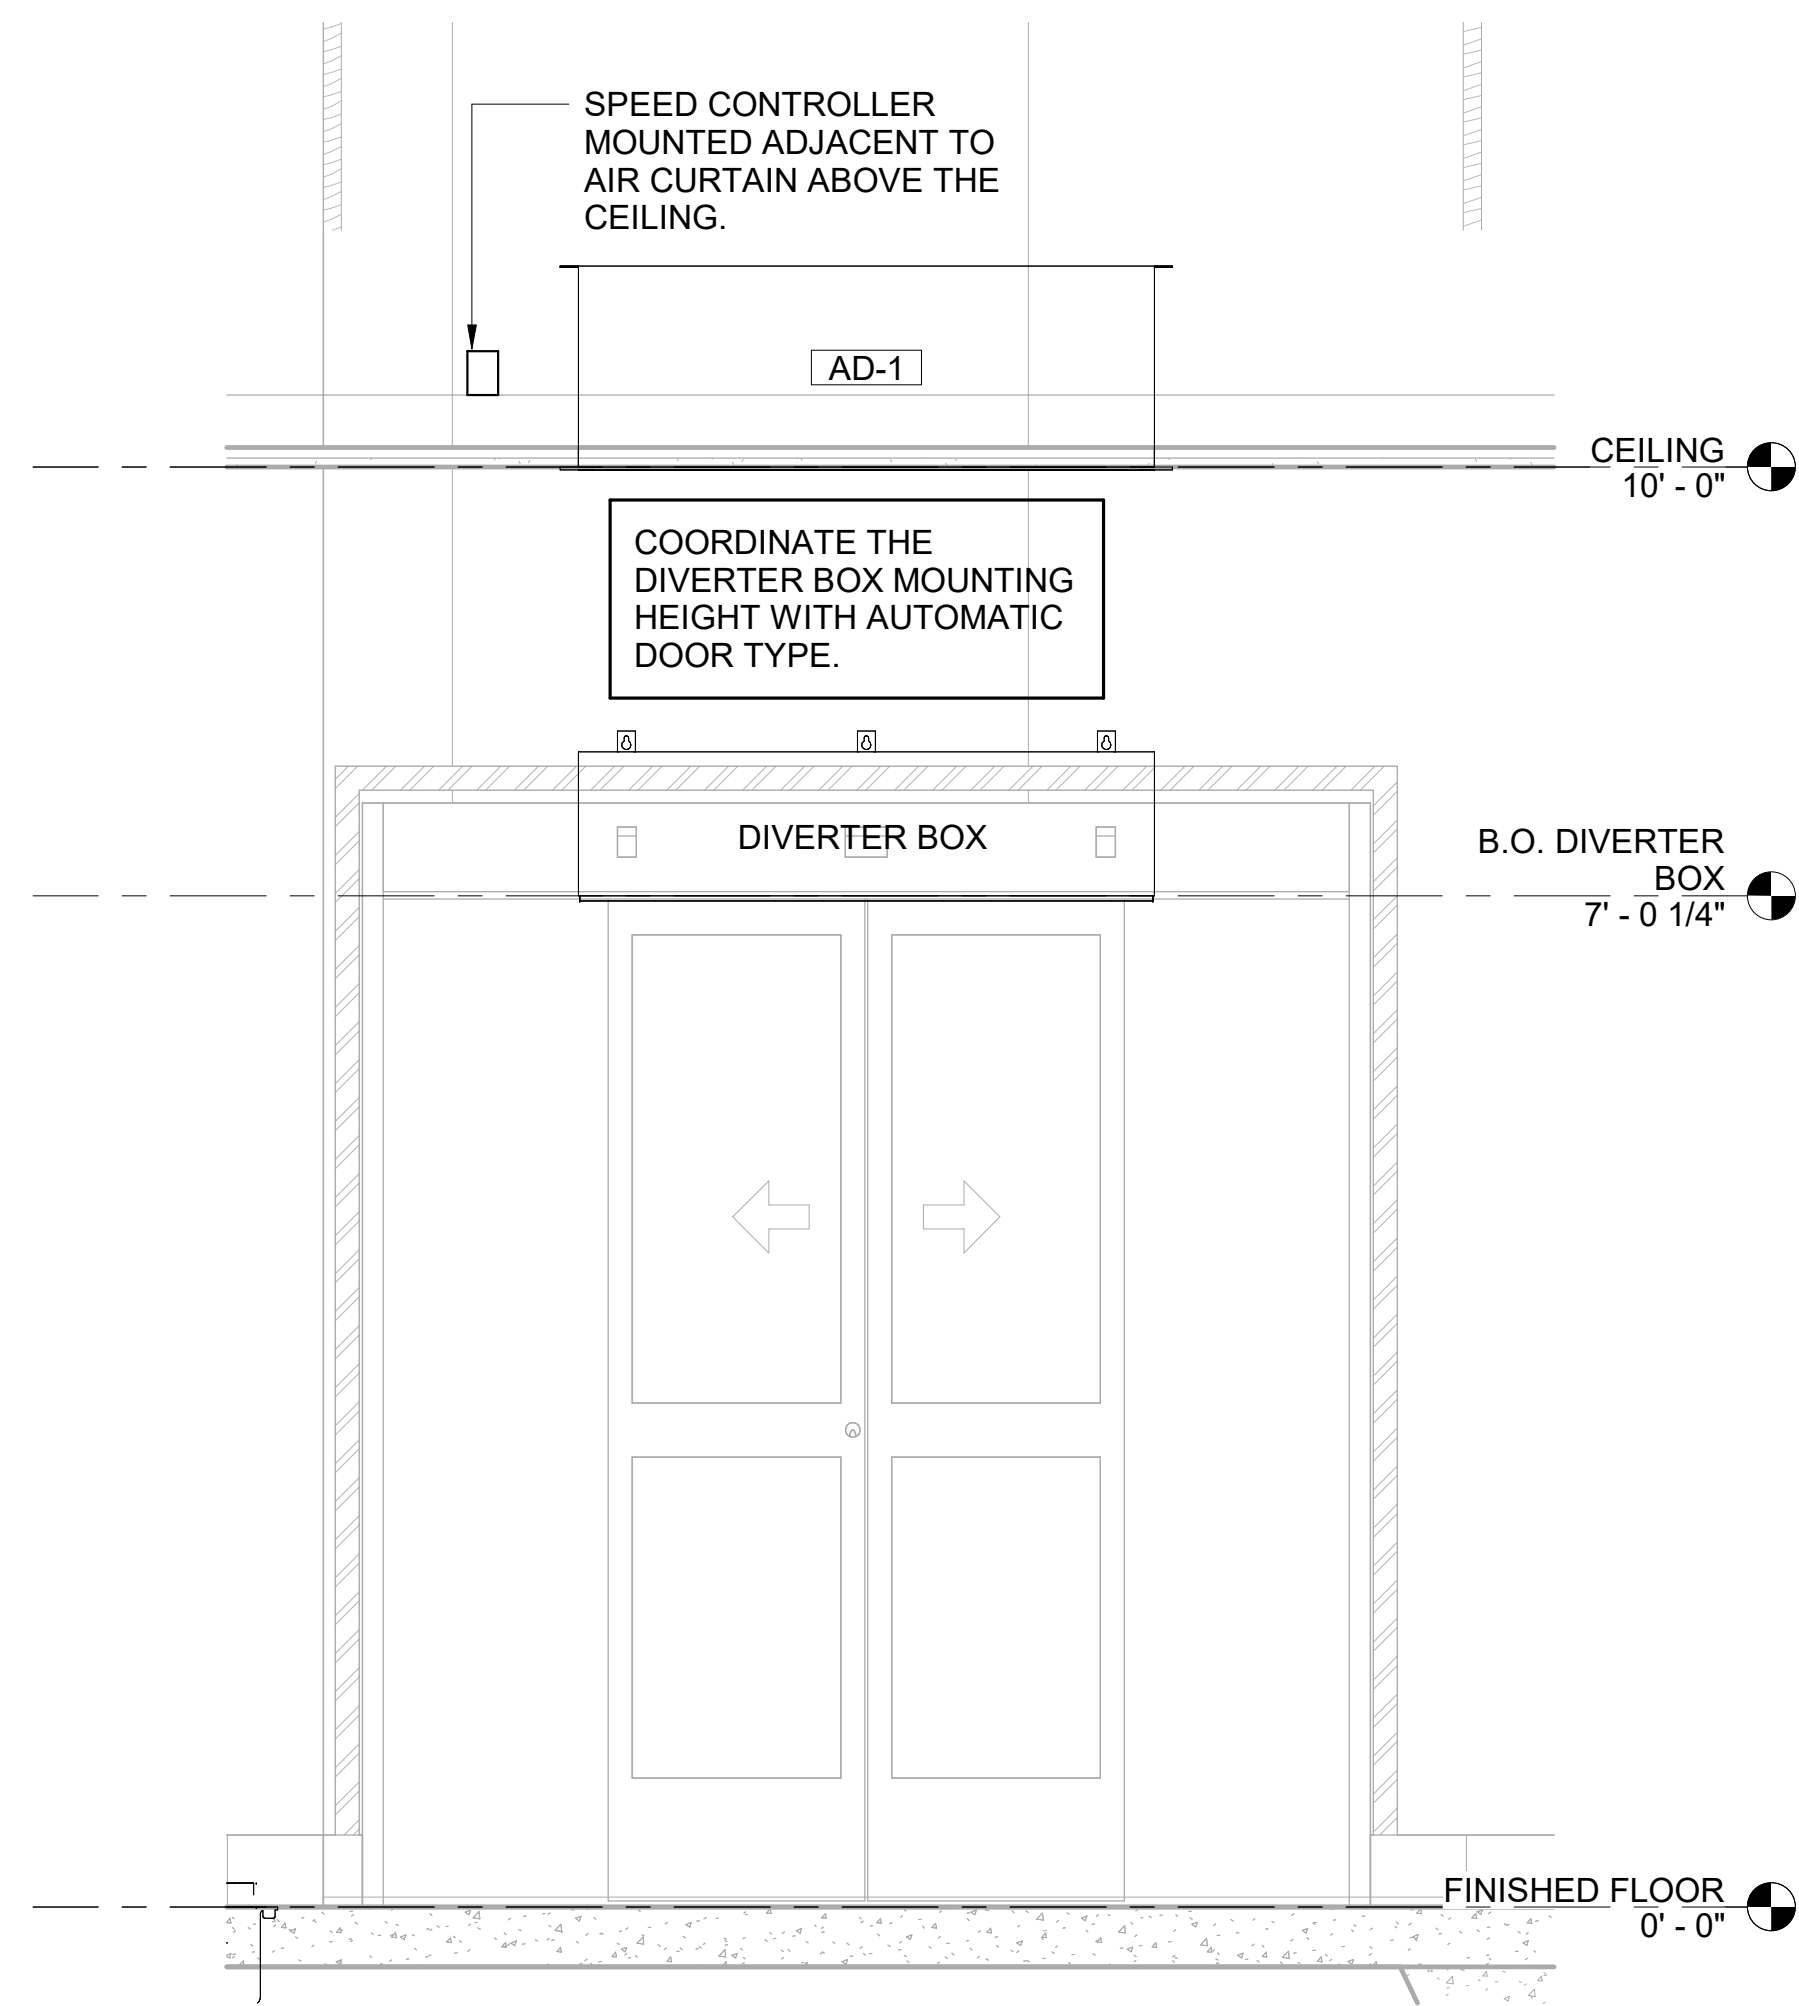 SPEED CONTROLLER
MOUNTED ADJACENT TO
AIR CURTAIN ABOVE THE
CEILING.
AD-1
CEILING
10' - 0"
COORDINATE THE
DIVERTER BOX MOUNTING
HEIGHT WITH AUTOMATIC
DOOR TYPE.
DIVERTER BOX
B.O. DIVERTER
BOX
7' - 0 1/4"
FINISHED FLOOR
0' - 0"